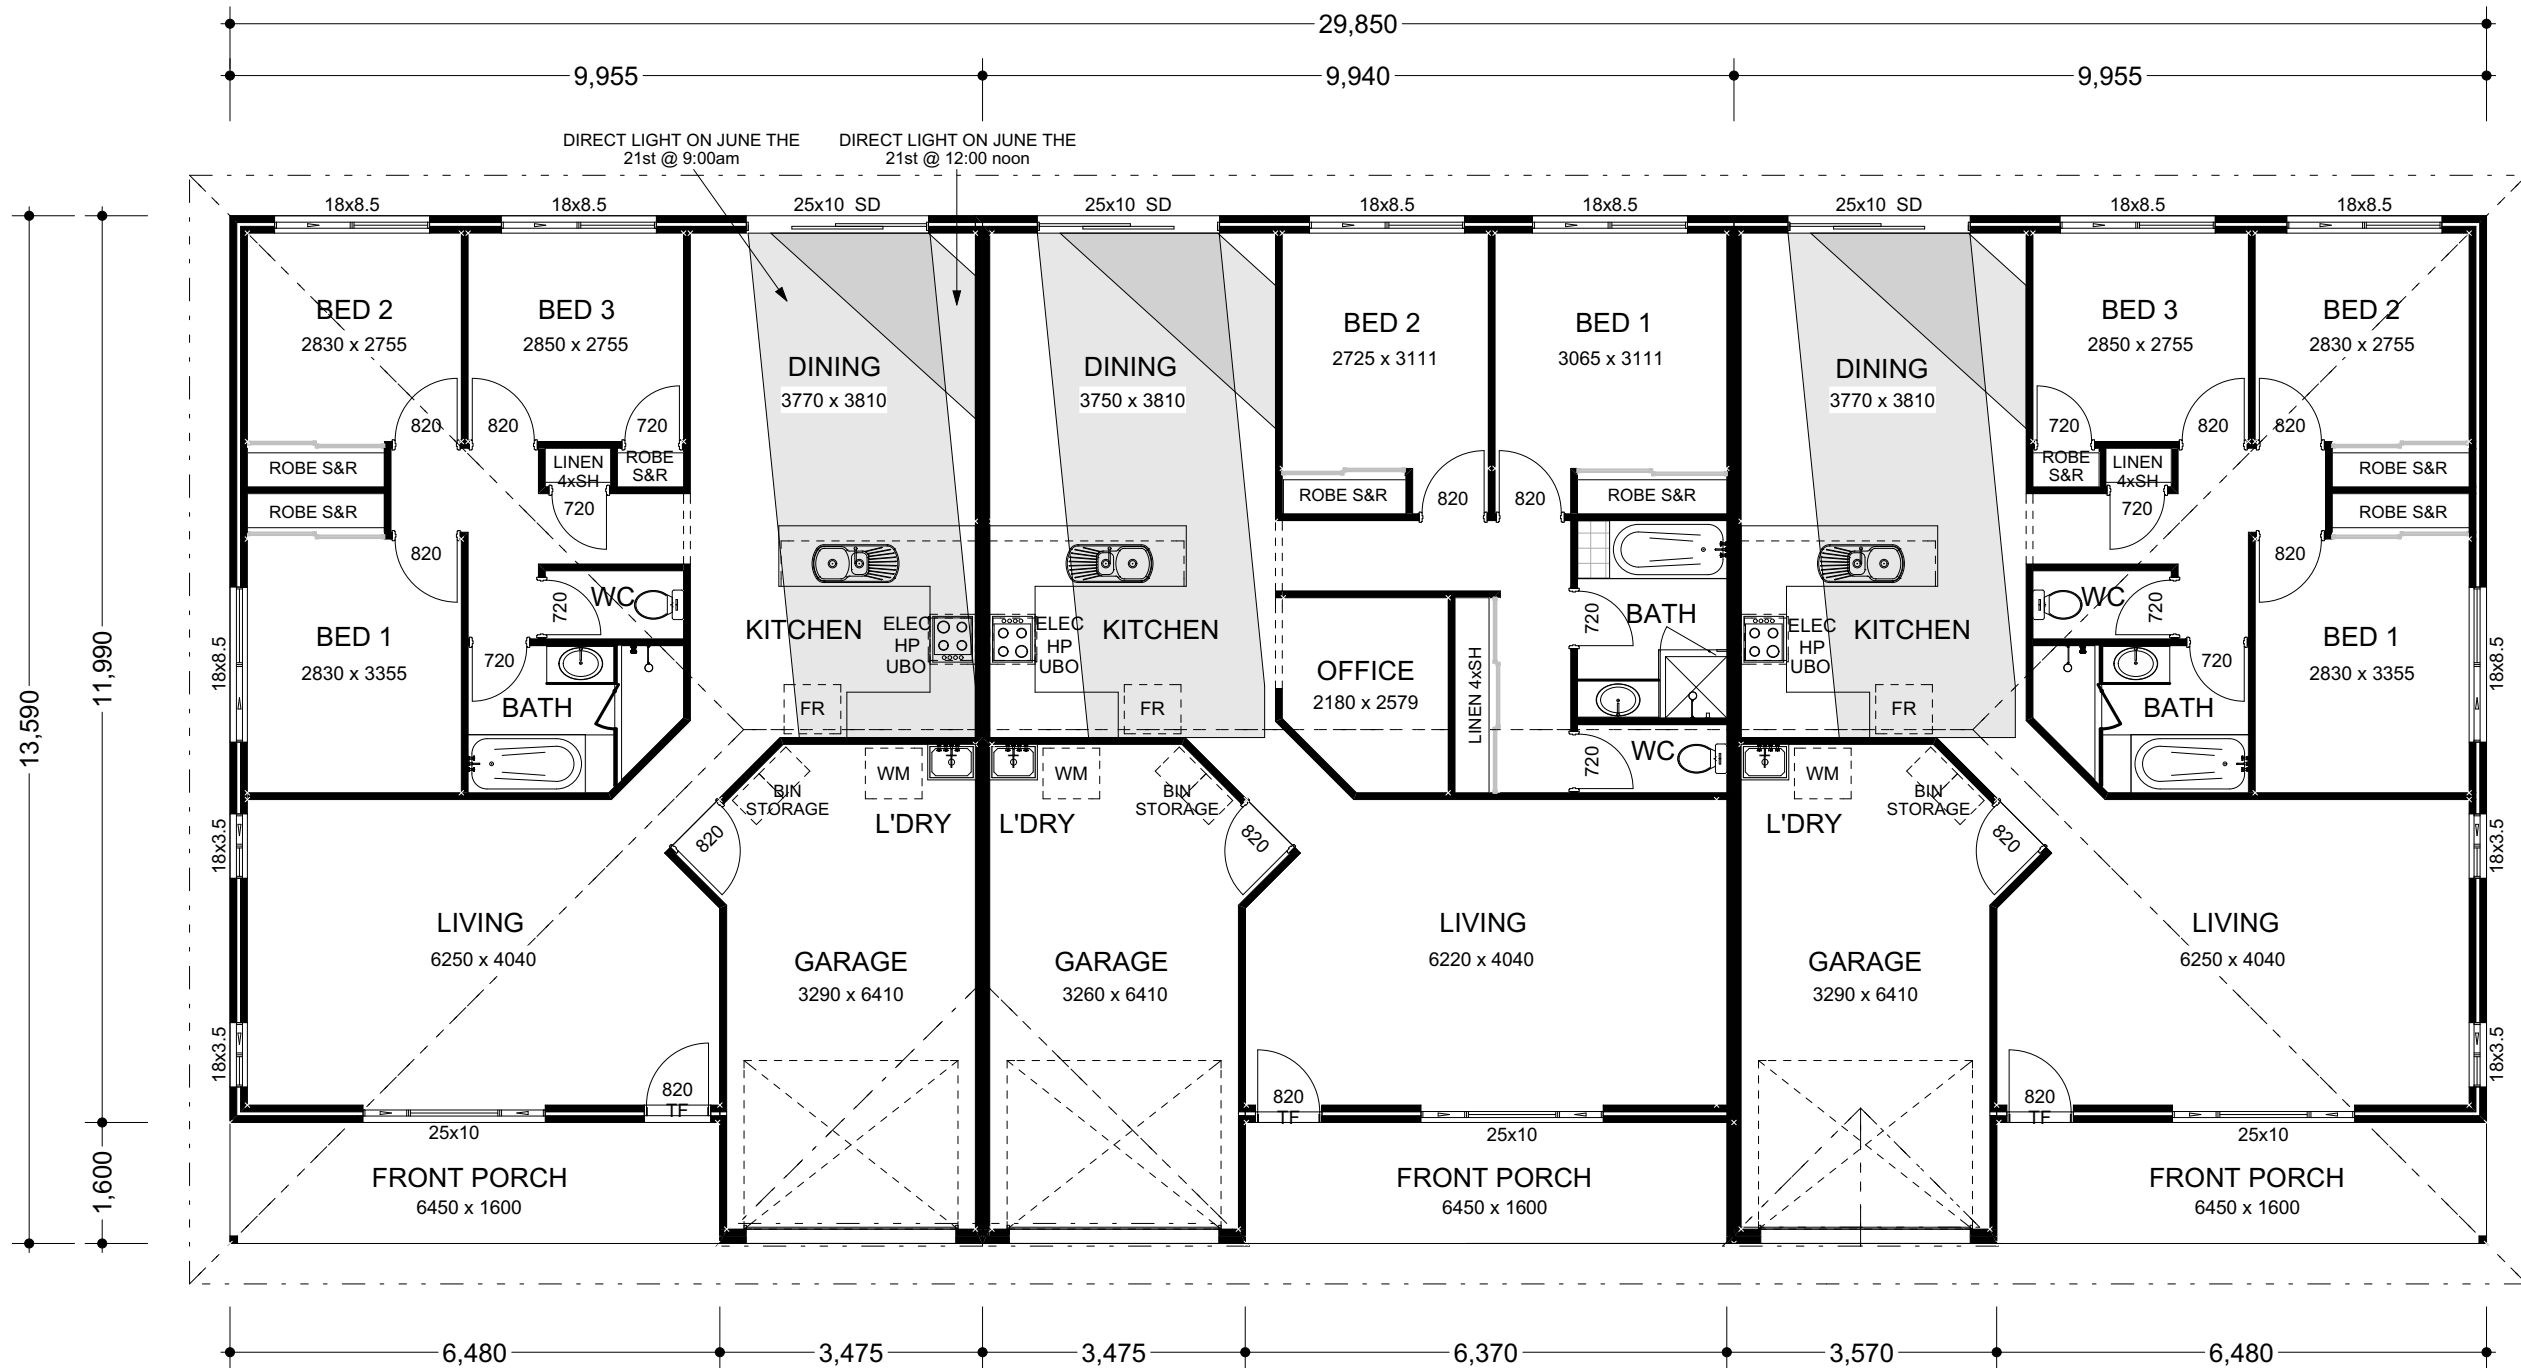 29,850
9,955
9,940
9,955
DIRECT LIGHT ON JUNE THE
21st @ 9:00am
DIRECT LIGHT ON JUNE THE
21st @ 12:00 noon
18x8.5
18x8.5
25x10 SD
25x10 SD
18x8.5
18x8.5
25x10 SD
18x8.5
18x8.5
BED 2
2830 x 2755
BED 3
2850 x 2755
DINING
3770 x 3810
DINING
3750 x 3810
BED 2
2725 x 3111
BED 1
3065 x 3111
DINING
3770 x 3810
BED 3
2850 x 2755
BED 2
2830 x 2755
820
820
720
720
820
820
ROBE S&R
LINEN
4xSH
ROBE
S&R
ROBE S&R
820
820
ROBE S&R
ROBE
S&R
LINEN
4xSH
ROBE S&R
ROBE S&R
720
720
ROBE S&R
820
820
WC
720
720
WC
720
BATH
BED 1
2830 x 3355
KITCHEN
ELEC
HP
UBO
ELEC
HP
UBO
KITCHEN
OFFICE
2180 x 2579
LINEN 4xSH
ELEC
HP
UBO
KITCHEN
BED 1
2830 x 3355
18x8.5
18x8.5
720
720
BATH
BATH
FR
FR
FR
WC
720
WM
WM
WM
BIN
STORAGE
BIN
STORAGE
BIN
STORAGE
L'DRY
L'DRY
L'DRY
820
820
820
18x3.5
18x3.5
LIVING
6250 x 4040
GARAGE
3290 x 6410
GARAGE
3260 x 6410
LIVING
6220 x 4040
GARAGE
3290 x 6410
LIVING
6250 x 4040
18x3.5
18x3.5
820
TF
820
TF
820
TF
25x10
25x10
25x10
FRONT PORCH
6450 x 1600
FRONT PORCH
6450 x 1600
FRONT PORCH
6450 x 1600
13,590
11,990
1,600
6,480
3,475
3,475
6,370
3,570
6,480